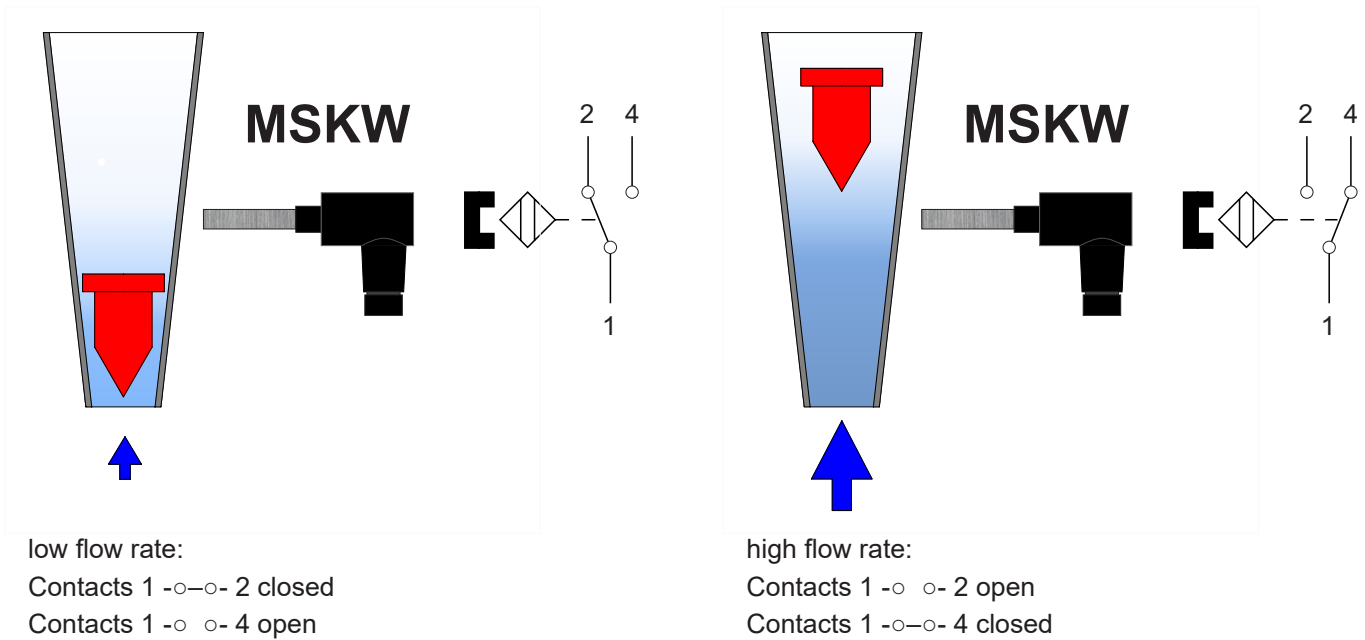 MSKW
2 4
1
low flow rate:
Contacts 1 -○–○- 2 closed
Contacts 1 -○ ○- 4 open
MSKW
2 4
1
high flow rate:
Contacts 1 -○ ○- 2 open
Contacts 1 -○–○- 4 closed